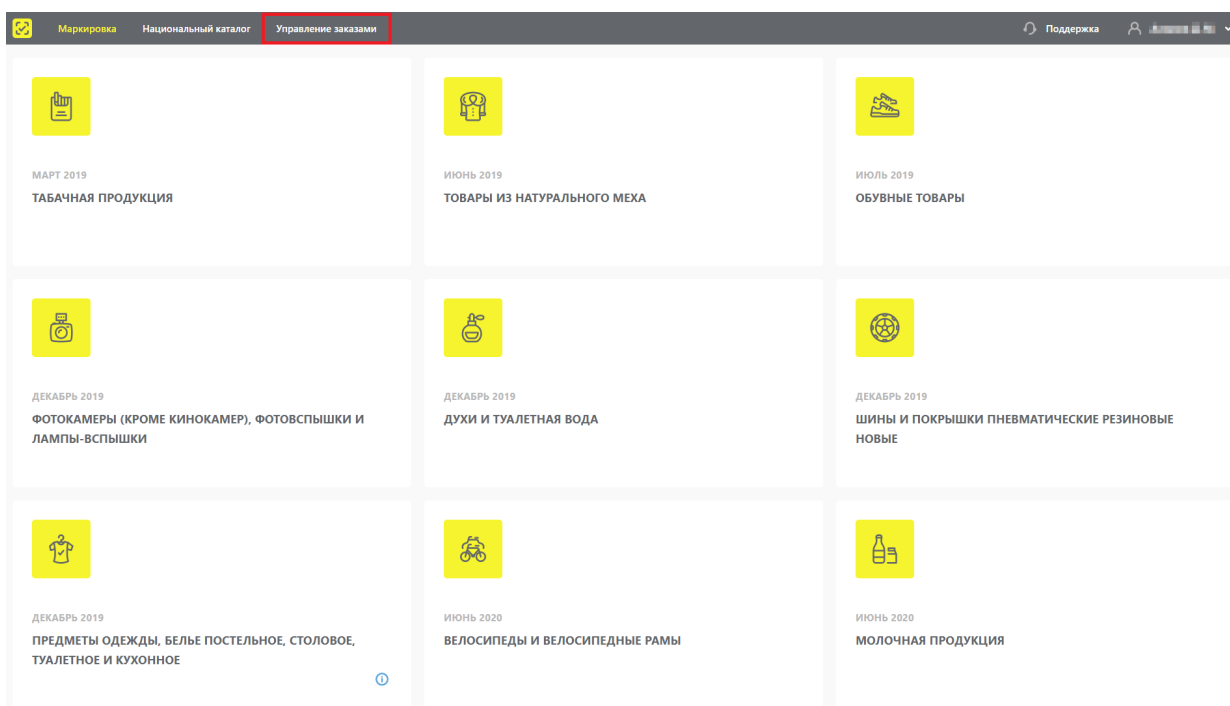 Маркировка Национальный каталог Управление заказами Поддержка
МАРТ 2019
ТАБАЧНАЯ ПРОДУКЦИЯ
ИЮНЬ 2019
ТОВАРЫ ИЗ НАТУРАЛЬНОГО МЕХА
ИЮЛЬ 2019
ОБУВНЫЕ ТОВАРЫ
ДЕКАБРЬ 2019
ФОТОКАМЕРЫ (КРОМЕ КИНОКАМЕР), ФОТОВСПЫШКИ И
ЛАМПЫ-ВСПЫШКИ
ДЕКАБРЬ 2019
ДУХИ И ТУАЛЕТНАЯ ВОДА
ДЕКАБРЬ 2019
ШИНЫ И ПОКРЫШКИ ПНЕВМАТИЧЕСКИЕ РЕЗИНОВЫЕ
НОВЫЕ
ДЕКАБРЬ 2019
ПРЕДМЕТЫ ОДЕЖДЫ, БЕЛЬЕ ПОСТЕЛЬНОЕ, СТОЛОВОЕ,
ТУАЛЕТНОЕ И КУХОННОЕ
ИЮНЬ 2020
ВЕЛОСИПЕДЫ И ВЕЛОСИПЕДНЫЕ РАМЫ
ИЮНЬ 2020
МОЛОЧНАЯ ПРОДУКЦИЯ